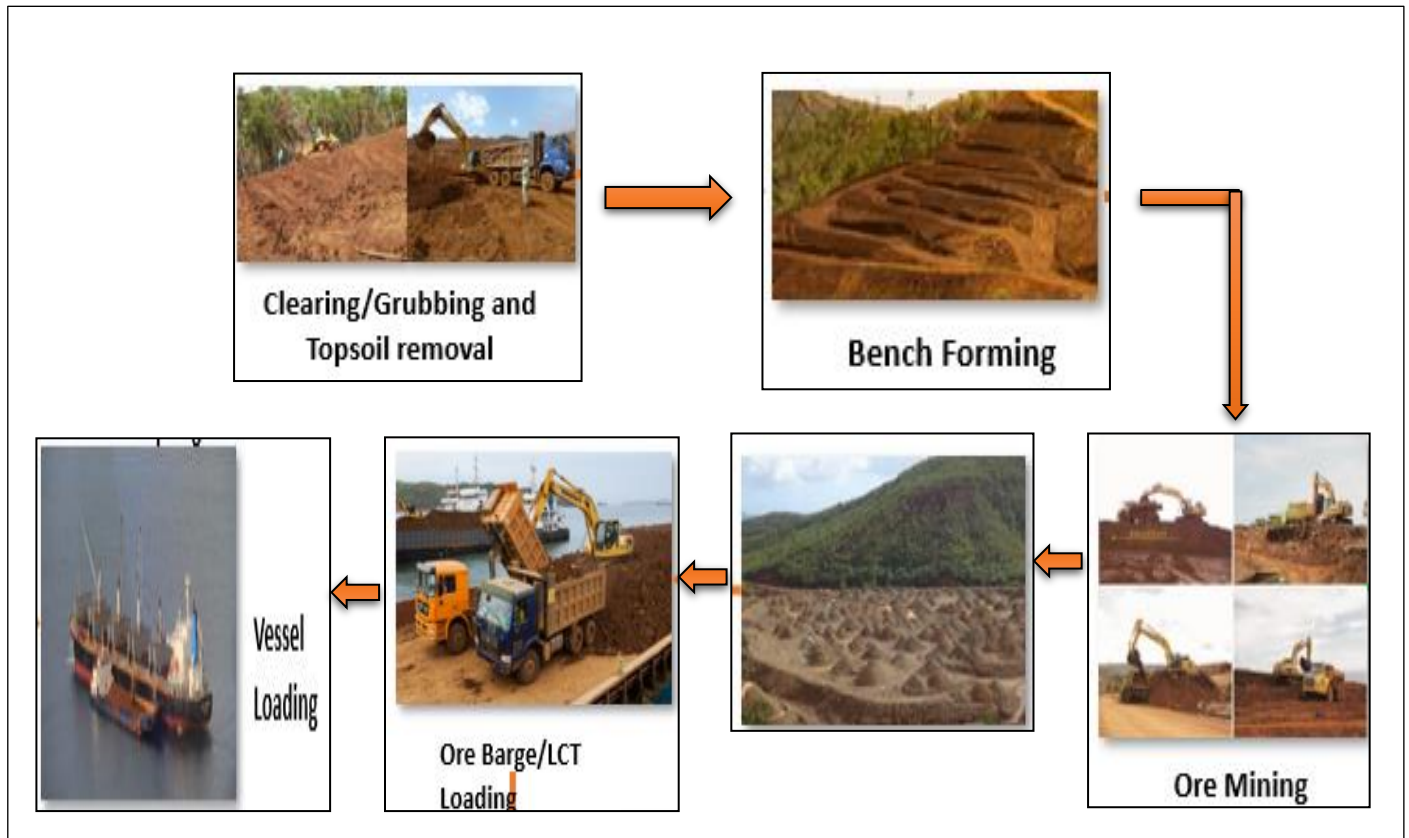 Clearing/Grubbing and
Topsoil removal
Bench Forming
Vessel
Loading
Ore Barge/LCT
Loading
Ore Mining